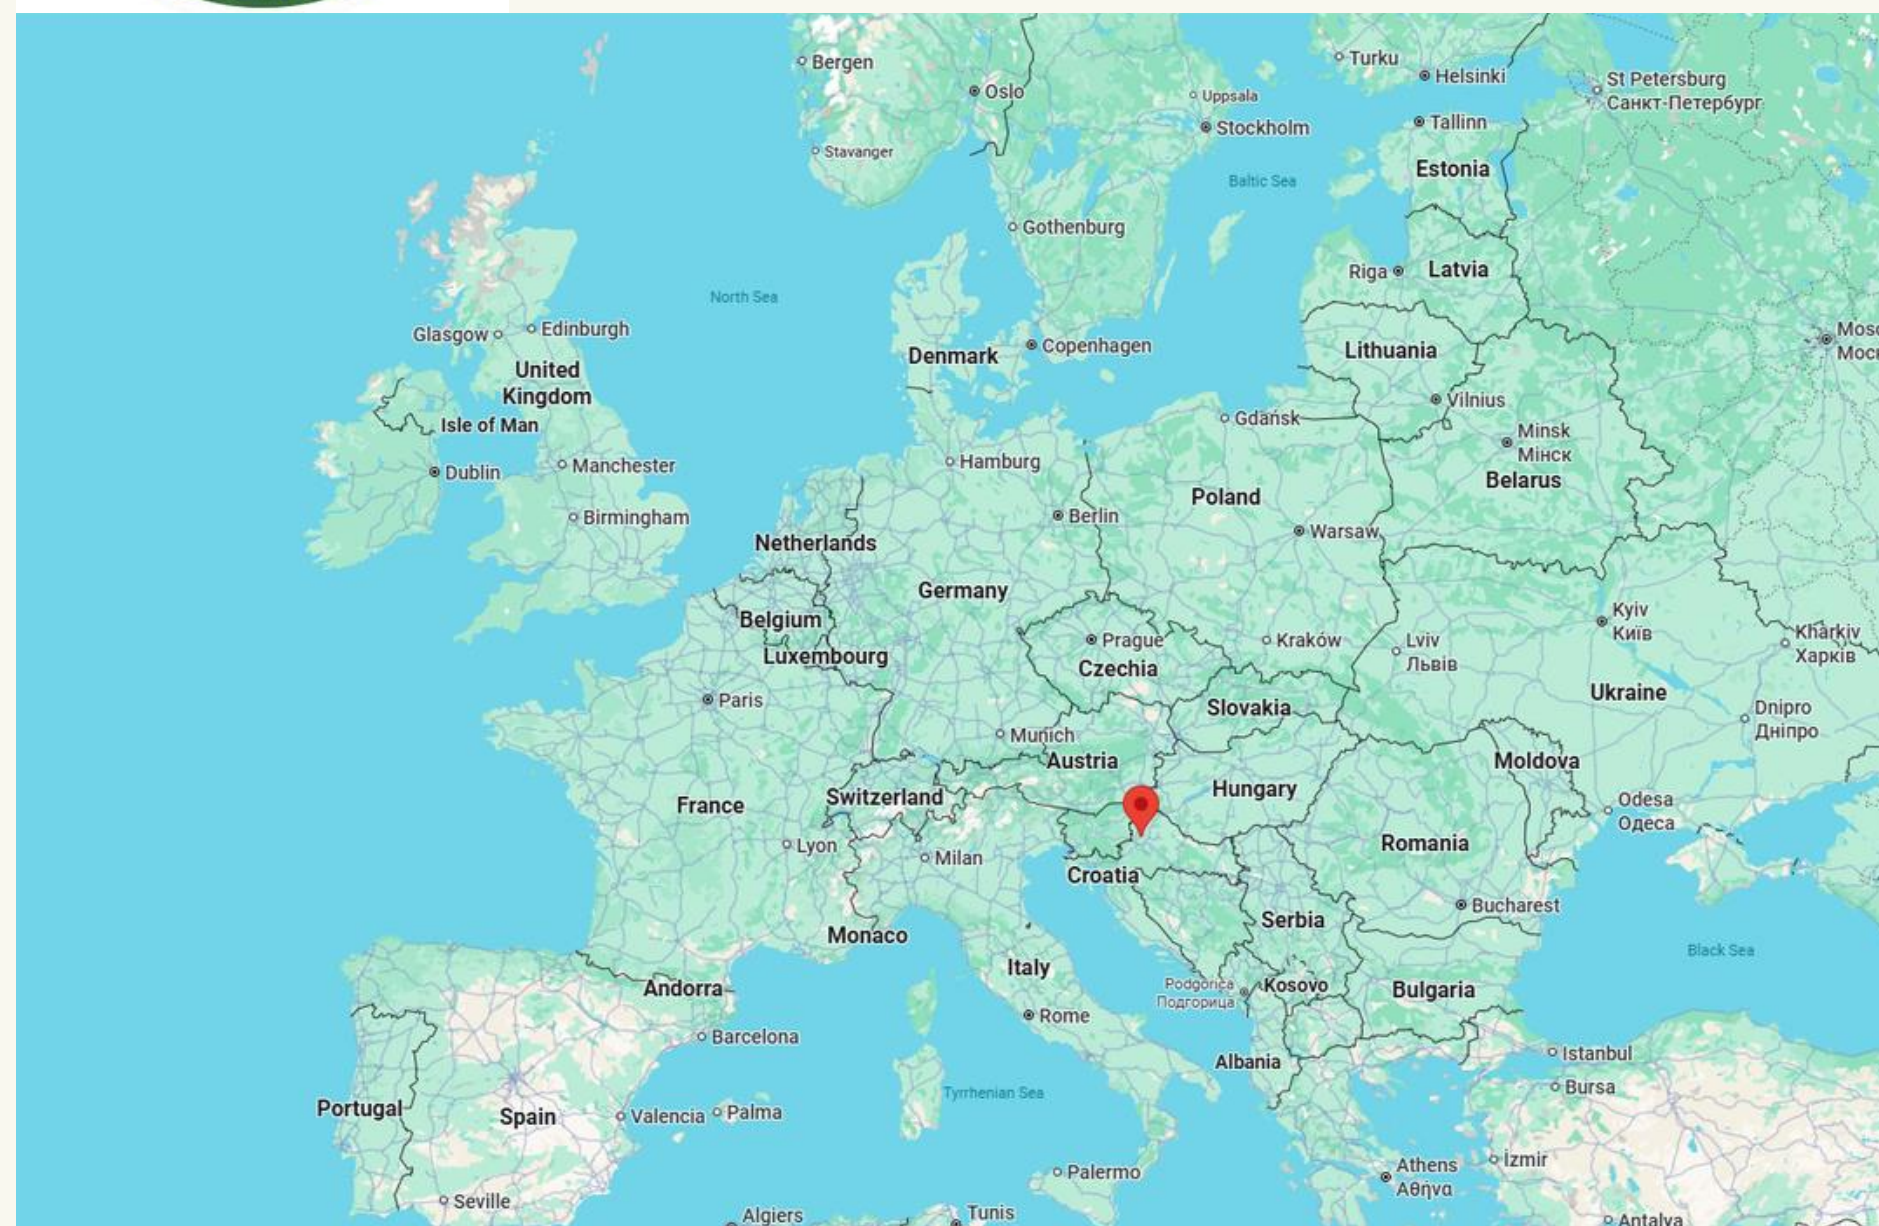 Bergen
Oslo
Turku
Helsinki
St Petersburg
Санкт-Петербург
Uppsala
Stockholm
Tallinn
Stavanger
Estonia
Baltic Sea
Gothenburg
Riga
Latvia
North Sea
Glasgow
Edinburgh
Denmark
Copenhagen
Lithuania
Mosc
Моск
United
Kingdom
Vilnius
Isle of Man
Gdańsk
Minsk
Мінск
Dublin
Manchester
Hamburg
Belarus
Birmingham
Berlin
Poland
Warsaw
Netherlands
Germany
Belgium
Luxembourg
Prague
Czechia
Kraków
Lviv
Львів
Kyiv
Київ
Kharkiv
Харків
Paris
Slovakia
Ukraine
Dnipro
Дніпро
Munich
Austria
Moldova
Switzerland
Hungary
France
Odesa
Одеса
Lyon
Milan
Romania
Croatia
Bucharest
Monaco
Serbia
Italy
Black Sea
Andorra
Podgorica
Подгорица
Kosovo
Bulgaria
Rome
Barcelona
Albania
Istanbul
Bursa
Tyrrhenian Sea
Portugal
Spain
Valencia
Palma
Palermo
Athens
Αθήνα
İzmir
Seville
Algiers
Tunis
Antalya